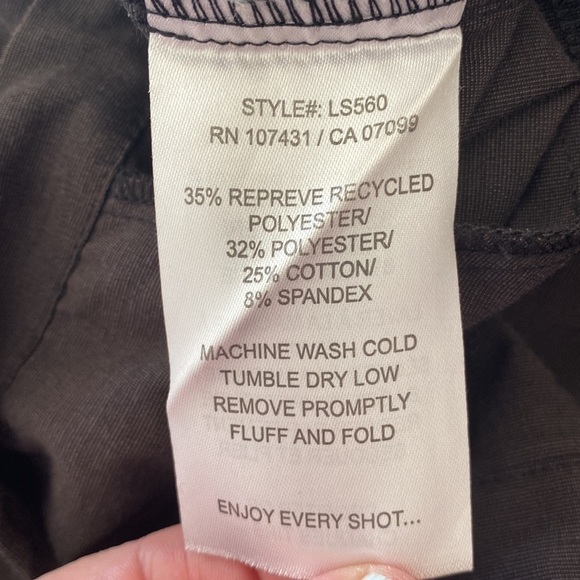 STYLE#: LS560
RN 107431 / CA 07099
35% REPREVE RECYCLED
POLYESTER/
32% POLYESTER/
25% COTTON/
8% SPANDEX
MACHINE WASH COLD
TUMBLE DRY LOW
REMOVE PROMPTLY
FLUFF AND FOLD
ENJOY EVERY SHOT...